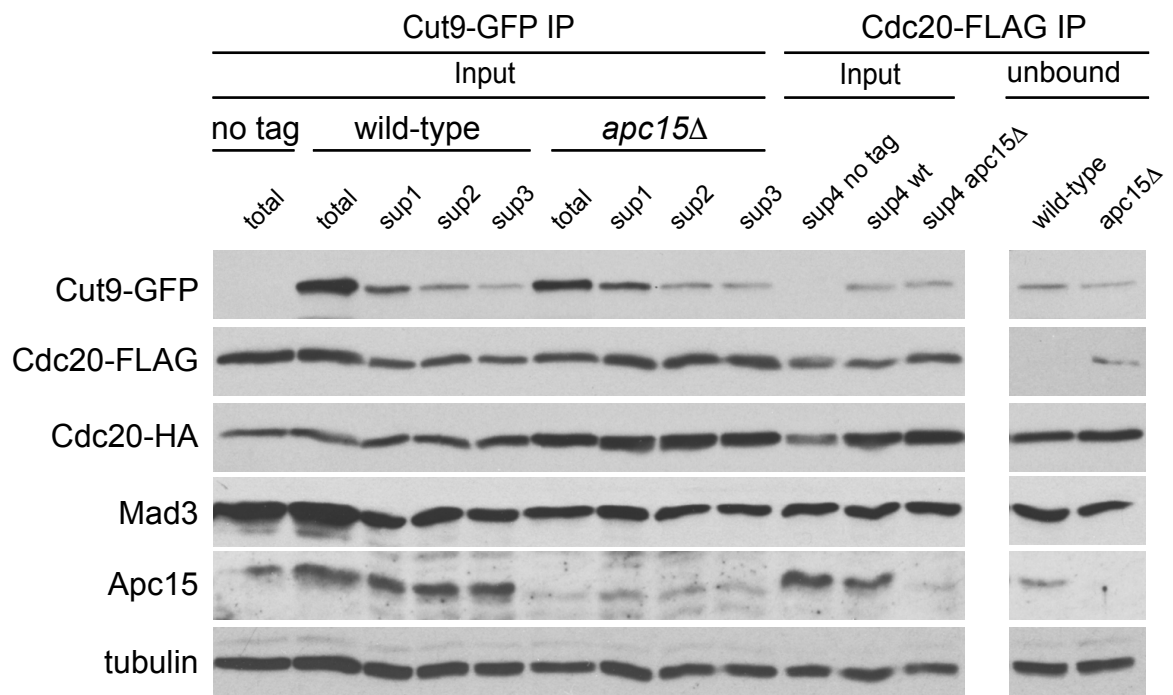 Cut9-GFP IP Cdc20-FLAG IP
Input Input unbound
no tag wild-type apc15Δ
total total sup1 sup2 sup3 total sup1 sup2 sup3 sup4 no tag sup4 wt sup4 apc15Δ wild-type apc15Δ
Cut9-GFP
Cdc20-FLAG
Cdc20-HA
Mad3
Apc15
tubulin